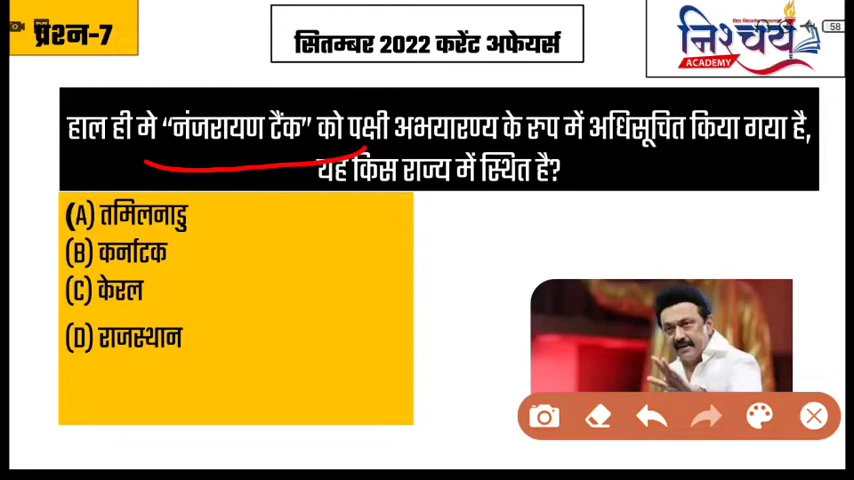 प्रश्न-7
सितम्बर 2022 करेंट अफेयर्स
निश्चय
ACADEMY
58
हाल ही मे “नंजरायण टैंक” को पक्षी अभयारण्य के रुप में अधिसूचित किया गया है,
यह किस राज्य में स्थित है?
(A) तमिलनाडु
(B) कर्नाटक
(C) केरल
(D) राजस्थान